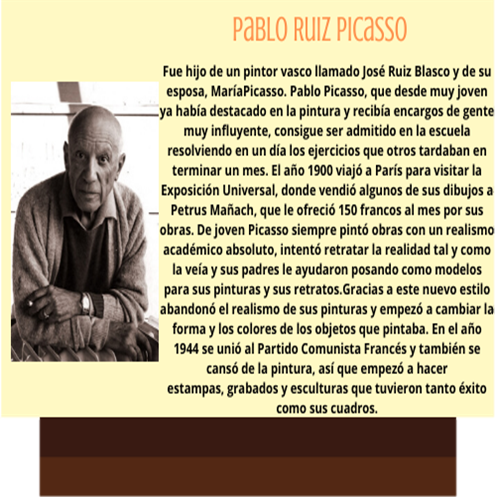 Pablo Ruiz Picasso
Fue hijo de un pintor vasco llamado José Ruiz Blasco y de su
esposa, MaríaPicasso. Pablo Picasso, que desde muy joven
ya había destacado en la pintura y recibía encargos de gente
muy influyente, consigue ser admitido en la escuela
resolviendo en un día los ejercicios que otros tardaban en
terminar un mes. El año 1900 viajó a París para visitar la
Exposición Universal, donde vendió algunos de sus dibujos a
Petrus Mañach, que le ofreció 150 francos al mes por sus
obras. De joven Picasso siempre pintó obras con un realismo
académico absoluto, intentó retratar la realidad tal y como
la veía y sus padres le ayudaron posando como modelos
para sus pinturas y sus retratos.Gracias a este nuevo estilo
abandonó el realismo de sus pinturas y empezó a cambiar la
forma y los colores de los objetos que pintaba. En el año
1944 se unió al Partido Comunista Francés y también se
cansó de la pintura, así que empezó a hacer
estampas, grabados y esculturas que tuvieron tanto éxito
como sus cuadros.